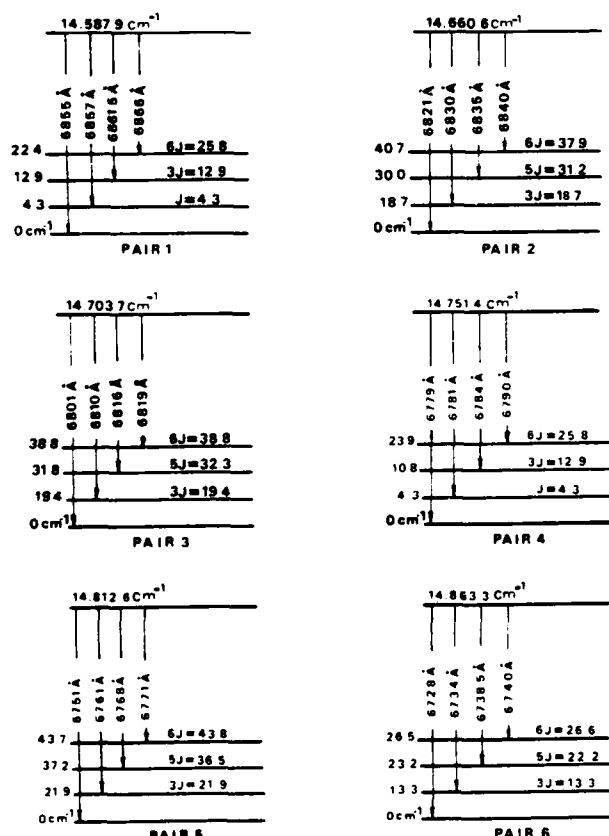 14.587 9 Cm⁻¹
6855 Å 6857 Å 6861 5 Å 6866 Å
22 4 6J=25.8
12.9 3J=12.9
4 3 J=4.3
0 cm⁻¹
PAIR 1
14.660 6 Cm⁻¹
6821 Å 6830 Å 6835 Å 6840 Å
40 7 6J=37 9
30 0 5J=31.2
18 7 3J=18 7
0 cm⁻¹
PAIR 2
14.703 7 Cm⁻¹
6801 Å 6810 Å 6816 Å 6819 Å
38 8 6J=38.8
31.8 5J=32.3
19 4 3J=19.4
0 cm⁻¹
PAIR 3
14.751 4 Cm⁻¹
6779 Å 6781 Å 6784 Å 6790 Å
23 9 6J=25.8
10 8 3J=12.9
4 3 J=4.3
0 cm⁻¹
PAIR 4
14.812 6 Cm⁻¹
6751 Å 6761 Å 6768 Å 6771 Å
43 7 6J=43 8
37.2 5J=36.5
21 9 3J=21.9
0 cm⁻¹
PAIR 5
14.863 3 Cm⁻¹
6728 Å 6734 Å 6738 5 Å 6740 Å
26 5 6J=26 6
23 2 5J=22 2
13 3 3J=13 3
0 cm⁻¹
PAIR 6